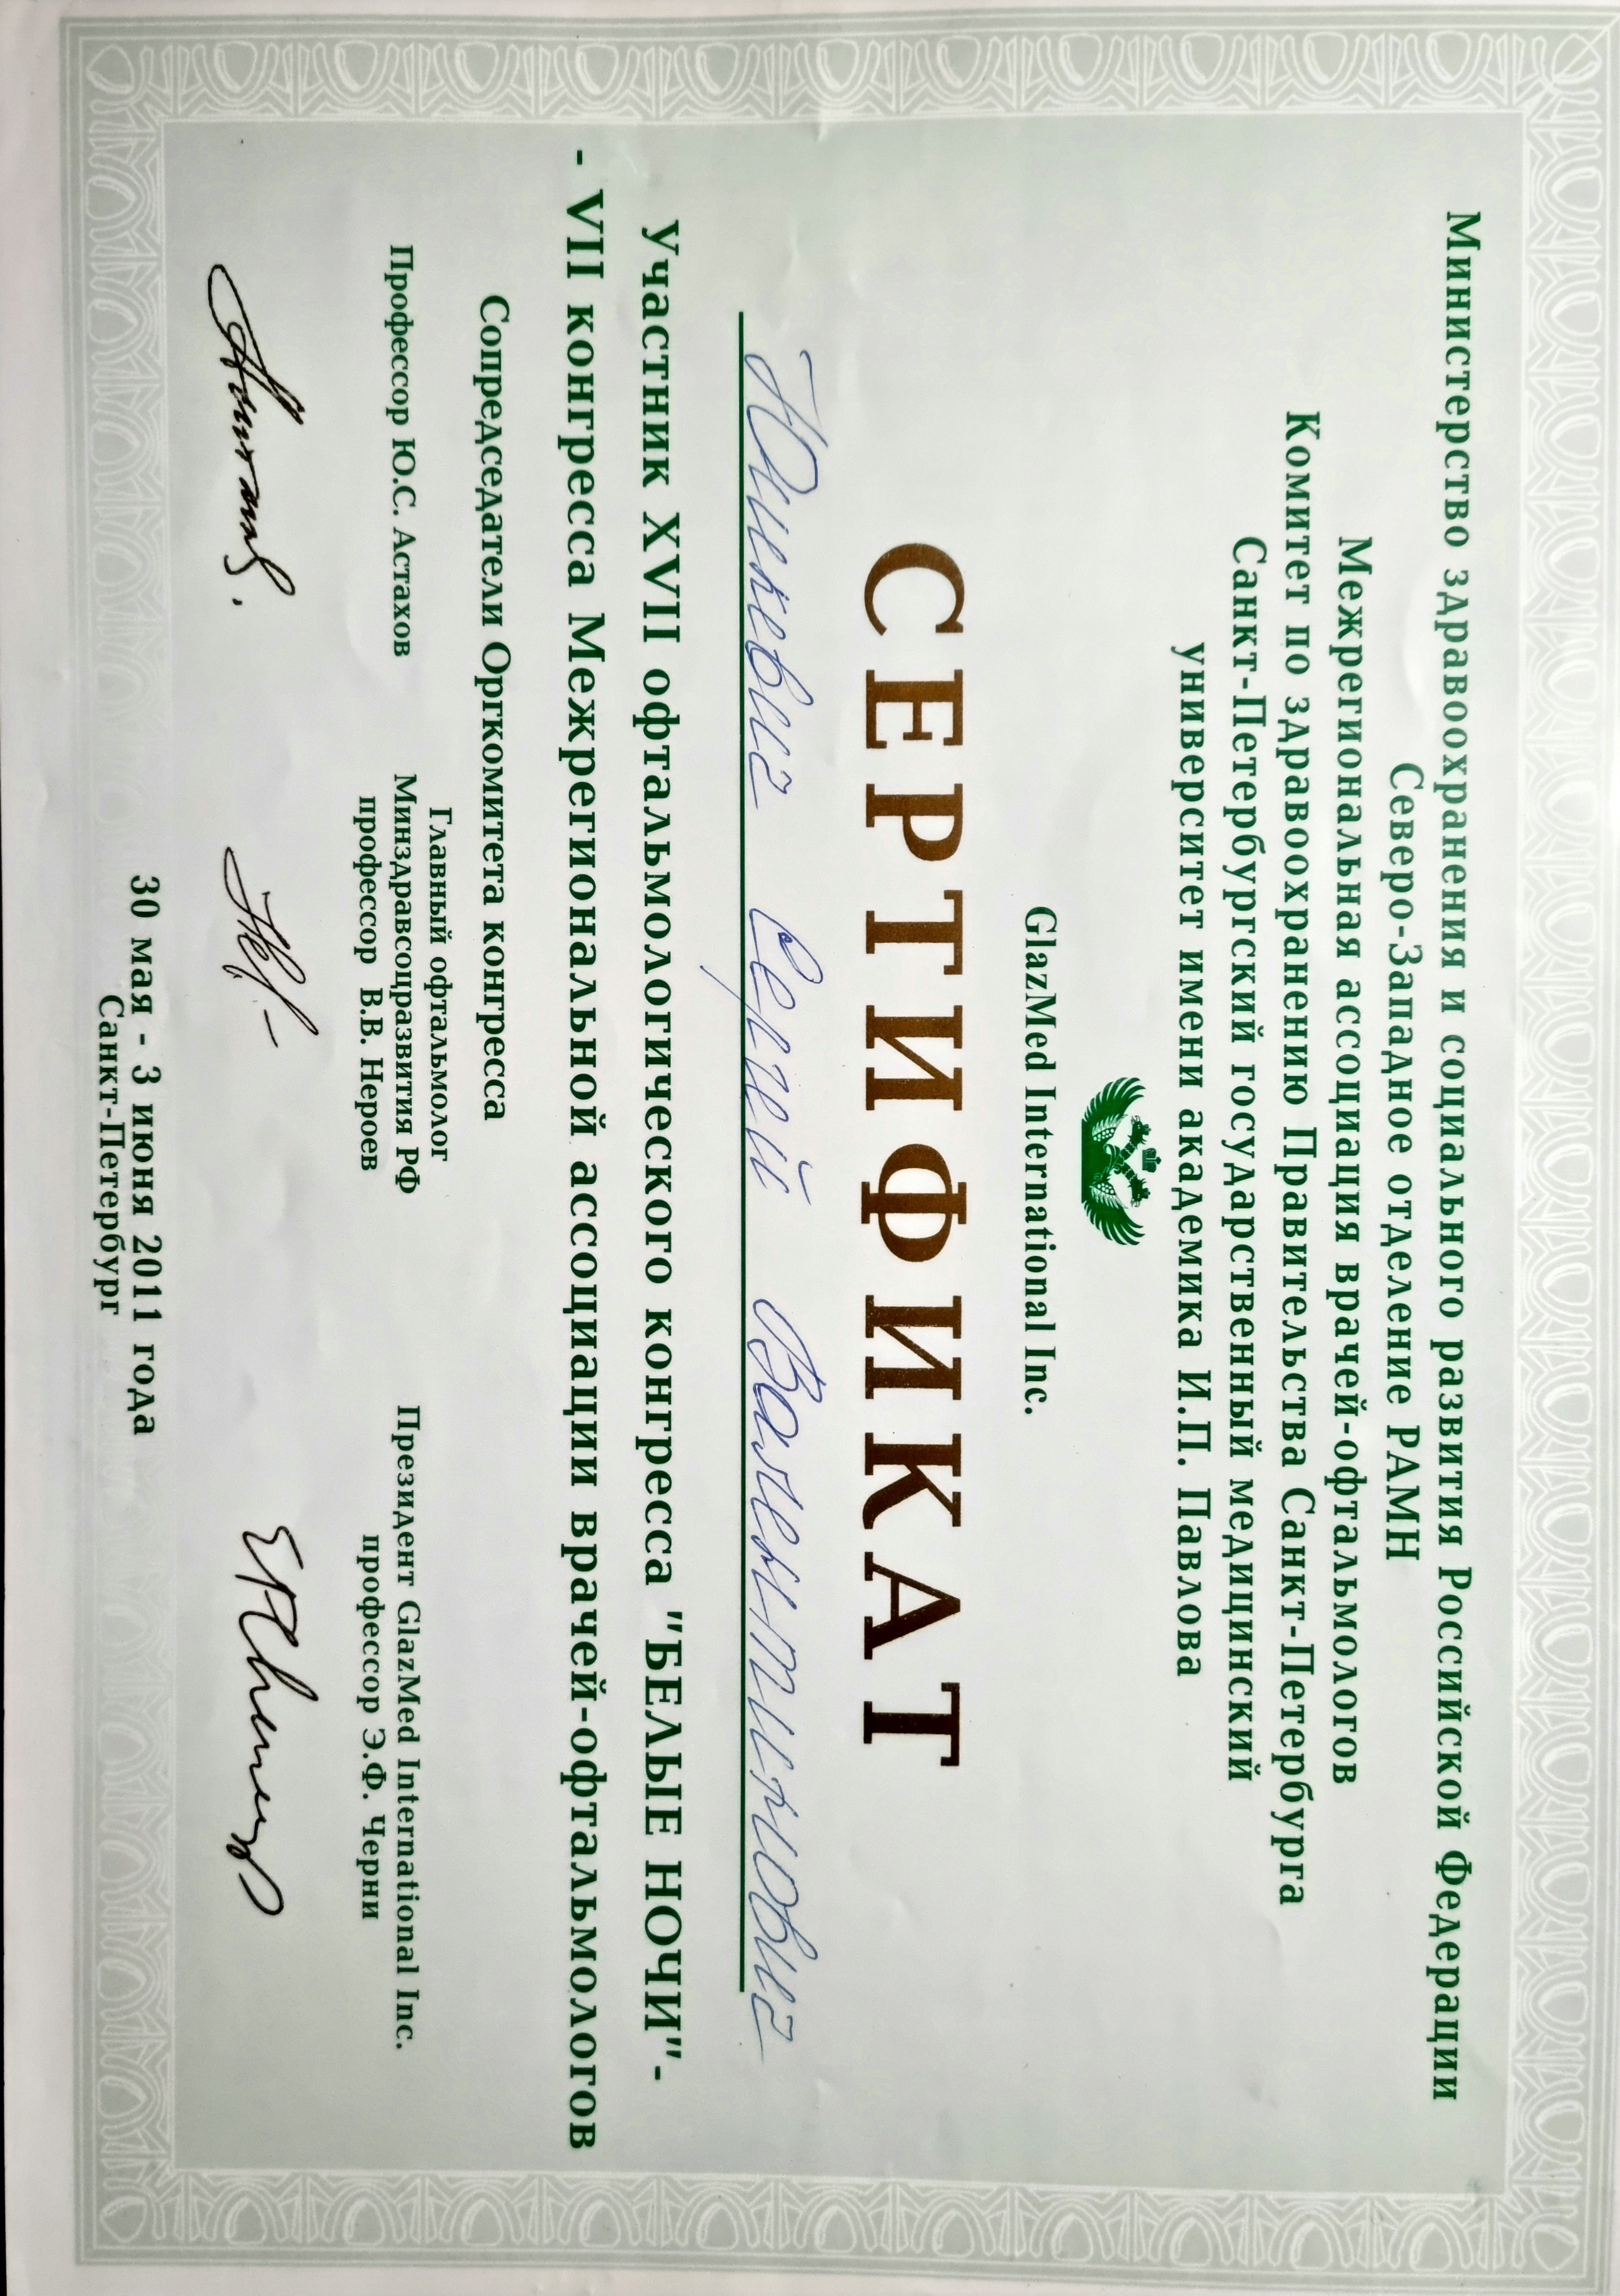 Министерство здравоохранения и социального развития Российской Федерации
Северо-Западное отделение РАМН
Межрегиональная ассоциация врачей-офтальмологов
Комитет по здравоохранению Правительства Санкт-Петербурга
Санкт-Петербургский государственный медицинский
университет имени академика И.П. Павлова
GlazMed International Inc.
СЕРТИФИКАТ
Юшкевич Сергей Валентинович
Участник XVII офтальмологического конгресса "БЕЛЫЕ НОЧИ"-
- VII конгресса Межрегиональной ассоциации врачей-офтальмологов
Сопредседатели Оргкомитета конгресса
Профессор Ю.С. Астахов
Главный офтальмолог
Минздравсоцразвития РФ
профессор В.В. Нероев
Президент GlazMed International Inc.
профессор Э.Ф. Черни
30 мая - 3 июня 2011 года
Санкт-Петербург